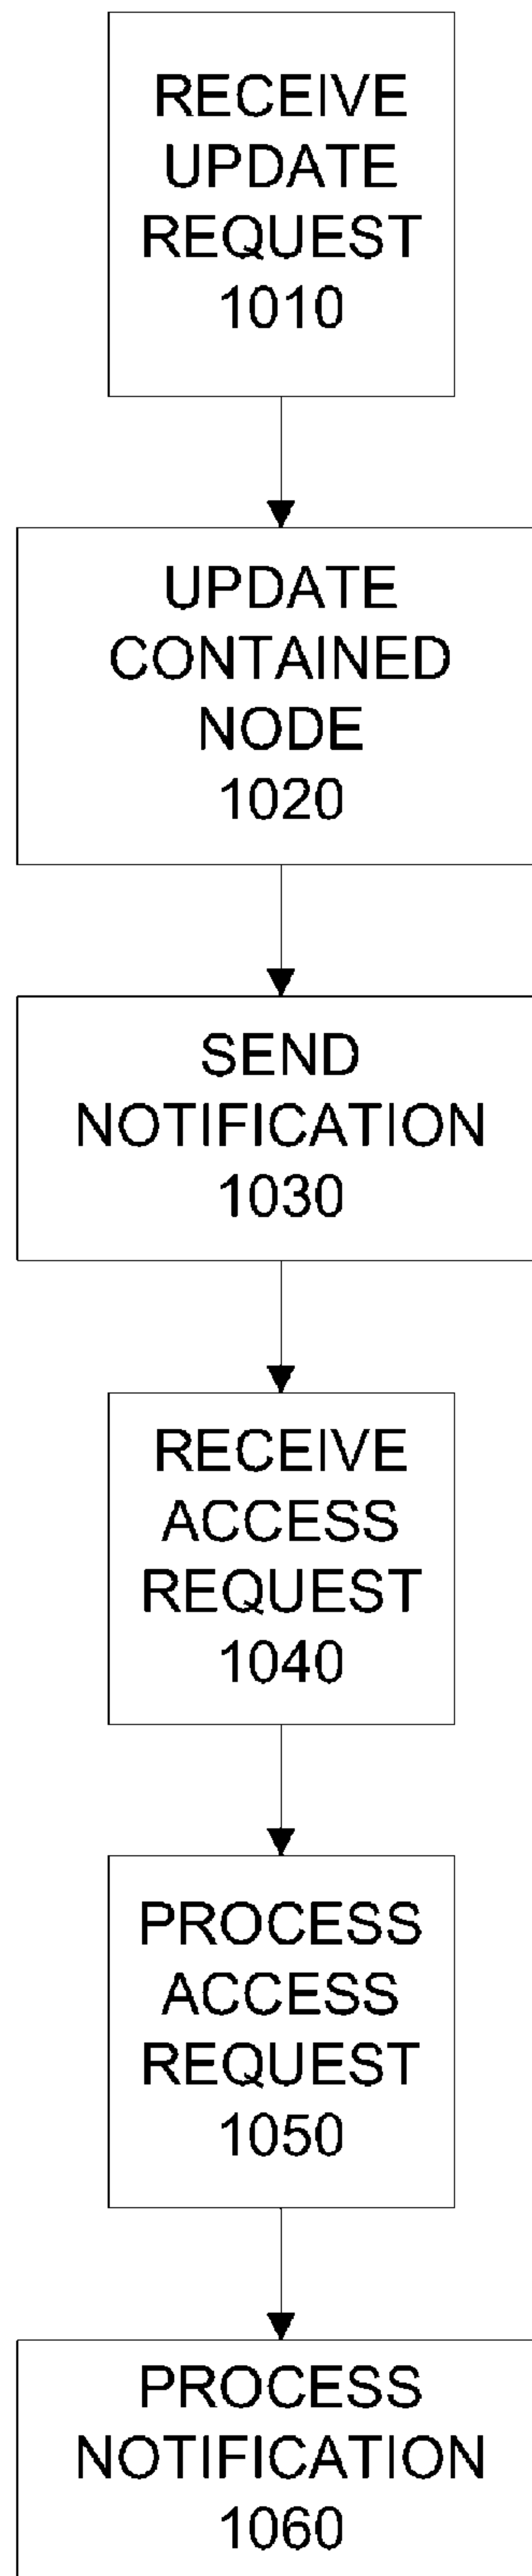 RECEIVE
UPDATE
REQUEST
1010
UPDATE
CONTAINED
NODE
1020
SEND
NOTIFICATION
1030
RECEIVE
ACCESS
REQUEST
1040
PROCESS
ACCESS
REQUEST
1050
PROCESS
NOTIFICATION
1060